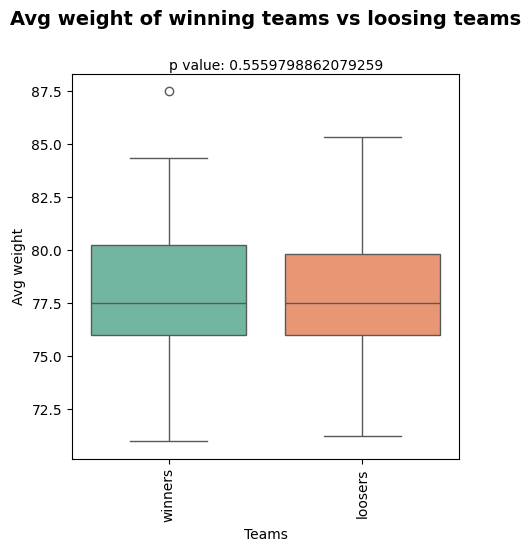 Avg weight of winning teams vs loosing teams
p value: 0.5559798862079259
87.5
85.0
82.5
80.0
77.5
75.0
72.5
Avg weight
winners
loosers
Teams